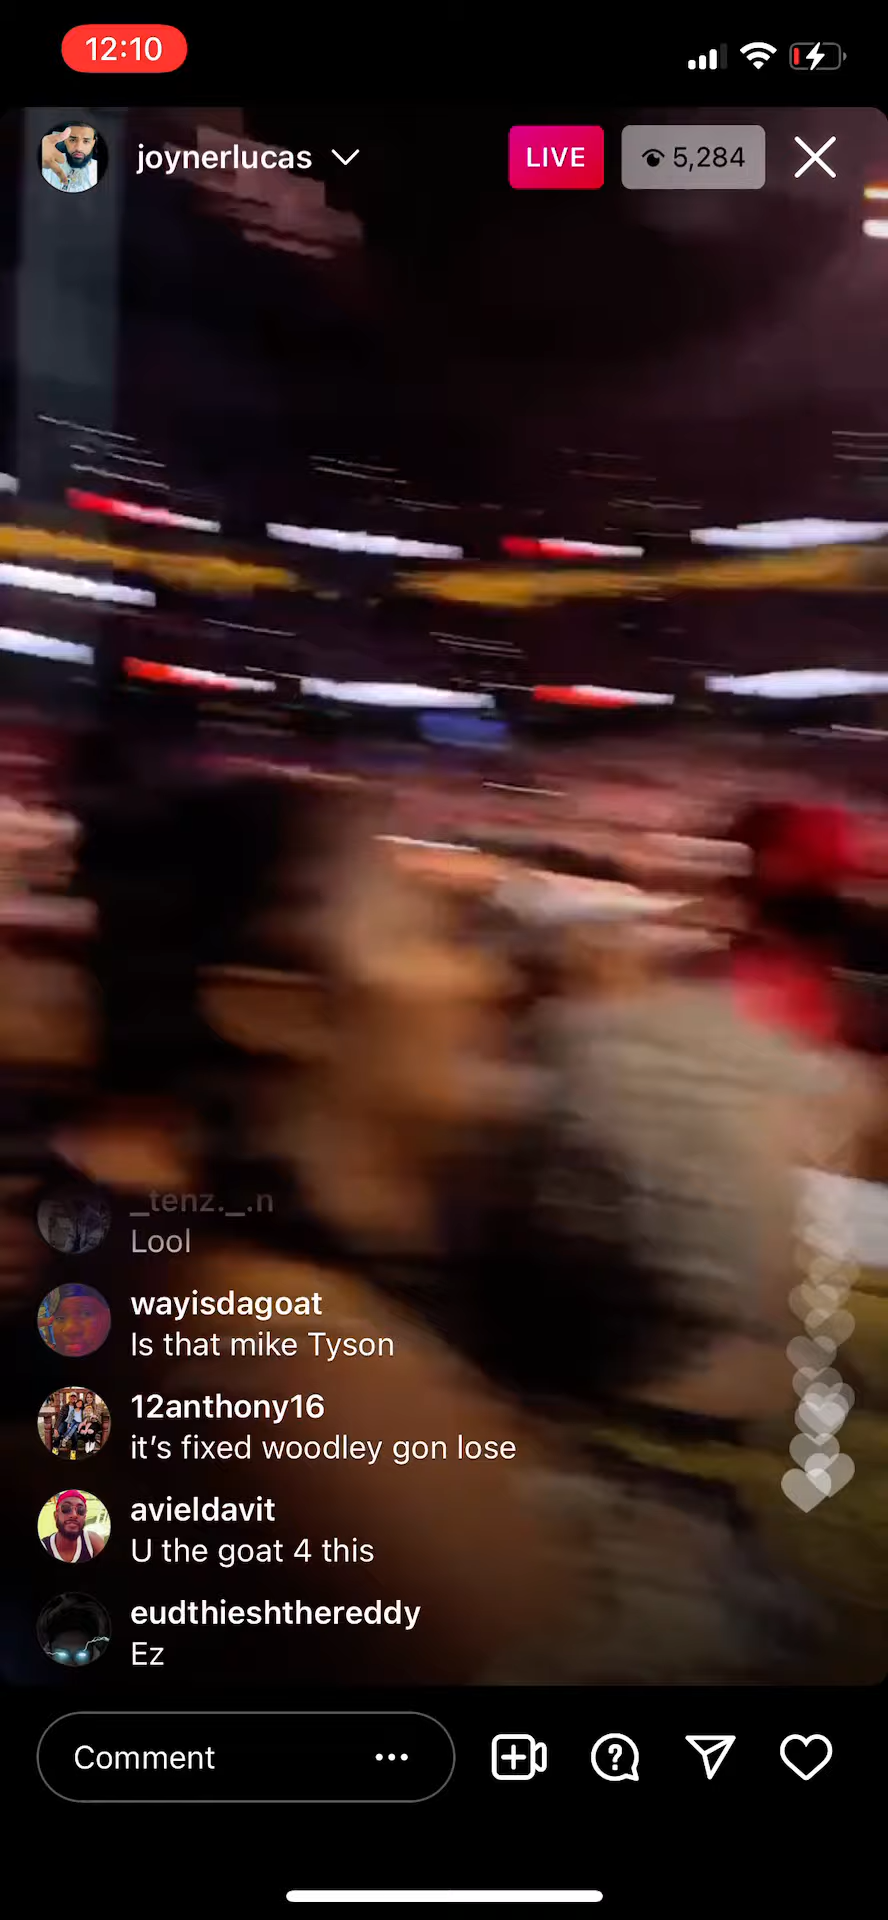 12:10
joynerlucas
LIVE
5,284
_tenz._.n
Lool
wayisdagoat
Is that mike Tyson
12anthony16
it’s fixed woodley gon lose
avieldavit
U the goat 4 this
eudthieshthereddy
Ez
Comment